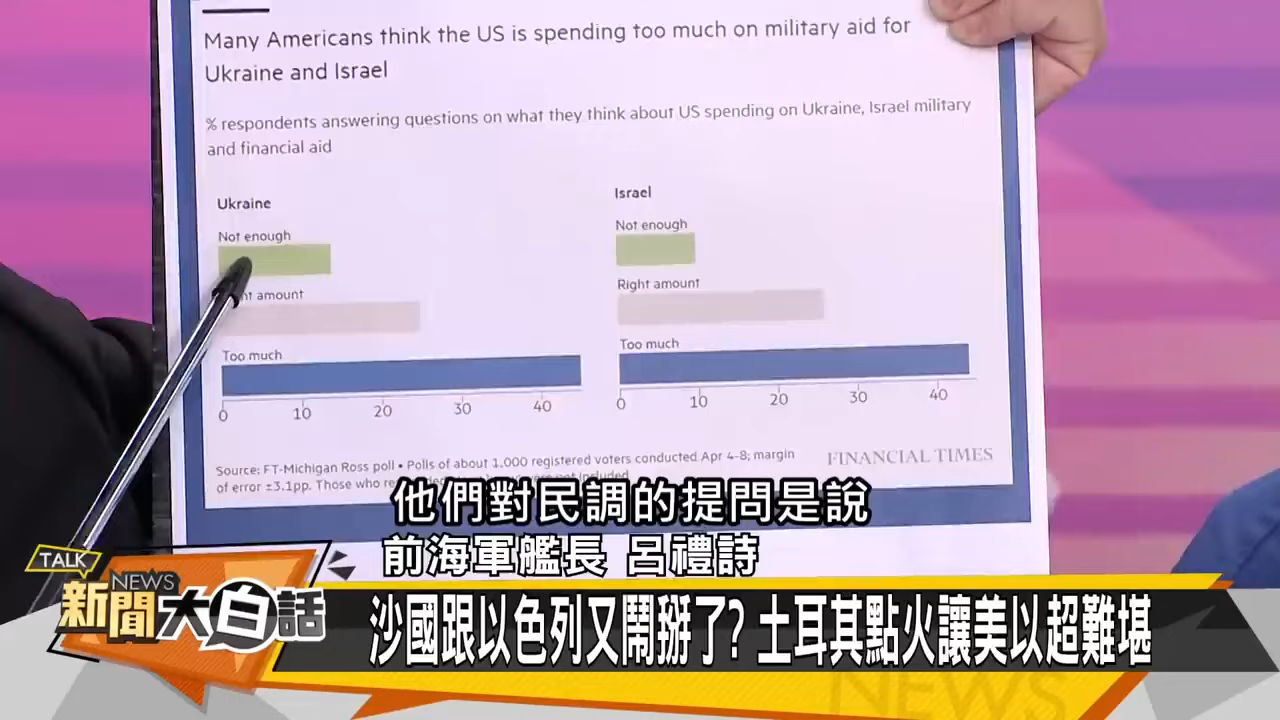 Many Americans think the US is spending too much on military aid for
Ukraine and Israel
% respondents answering questions on what they think about US spending on Ukraine, Israel military
and financial aid
Ukraine
Not enough
amount
Too much
0 10 20 30 40
Israel
Not enough
Right amount
Too much
0 10 20 30 40
Source: FT-Michigan Ross poll • Polls of about 1,000 registered voters conducted Apr 4-8; margin
of error ±3.1pp. Those who
FINANCIAL TIMES
他們對民調的提問是說
前海軍艦長 呂禮詩
TALK
NEWS
新聞大白話
沙國跟以色列又鬧掰了? 土耳其點火讓美以超難堪
NEWS